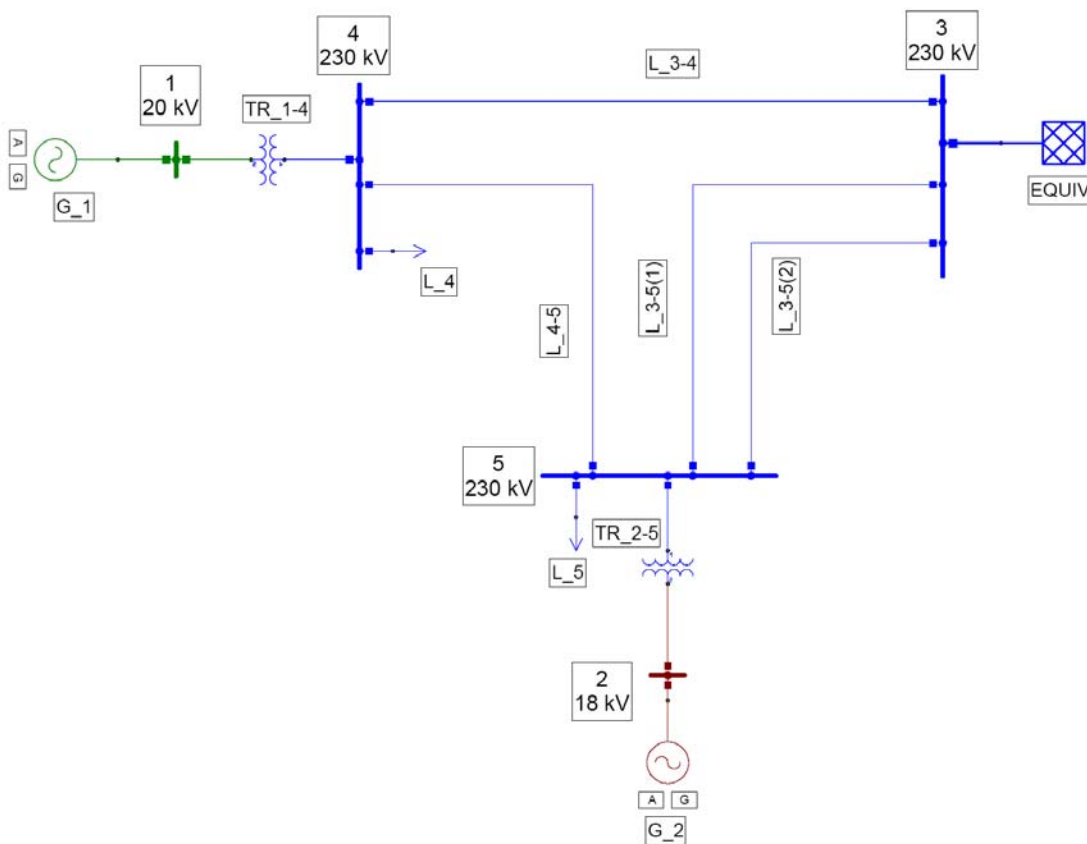 4
230 kV
3
230 kV
L_3-4
1
20 kV
TR_1-4
A
G
G_1
EQUIV
L_4
L_4-5
L_3-5(1)
L_3-5(2)
5
230 kV
TR_2-5
L_5
2
18 kV
A
G
G_2